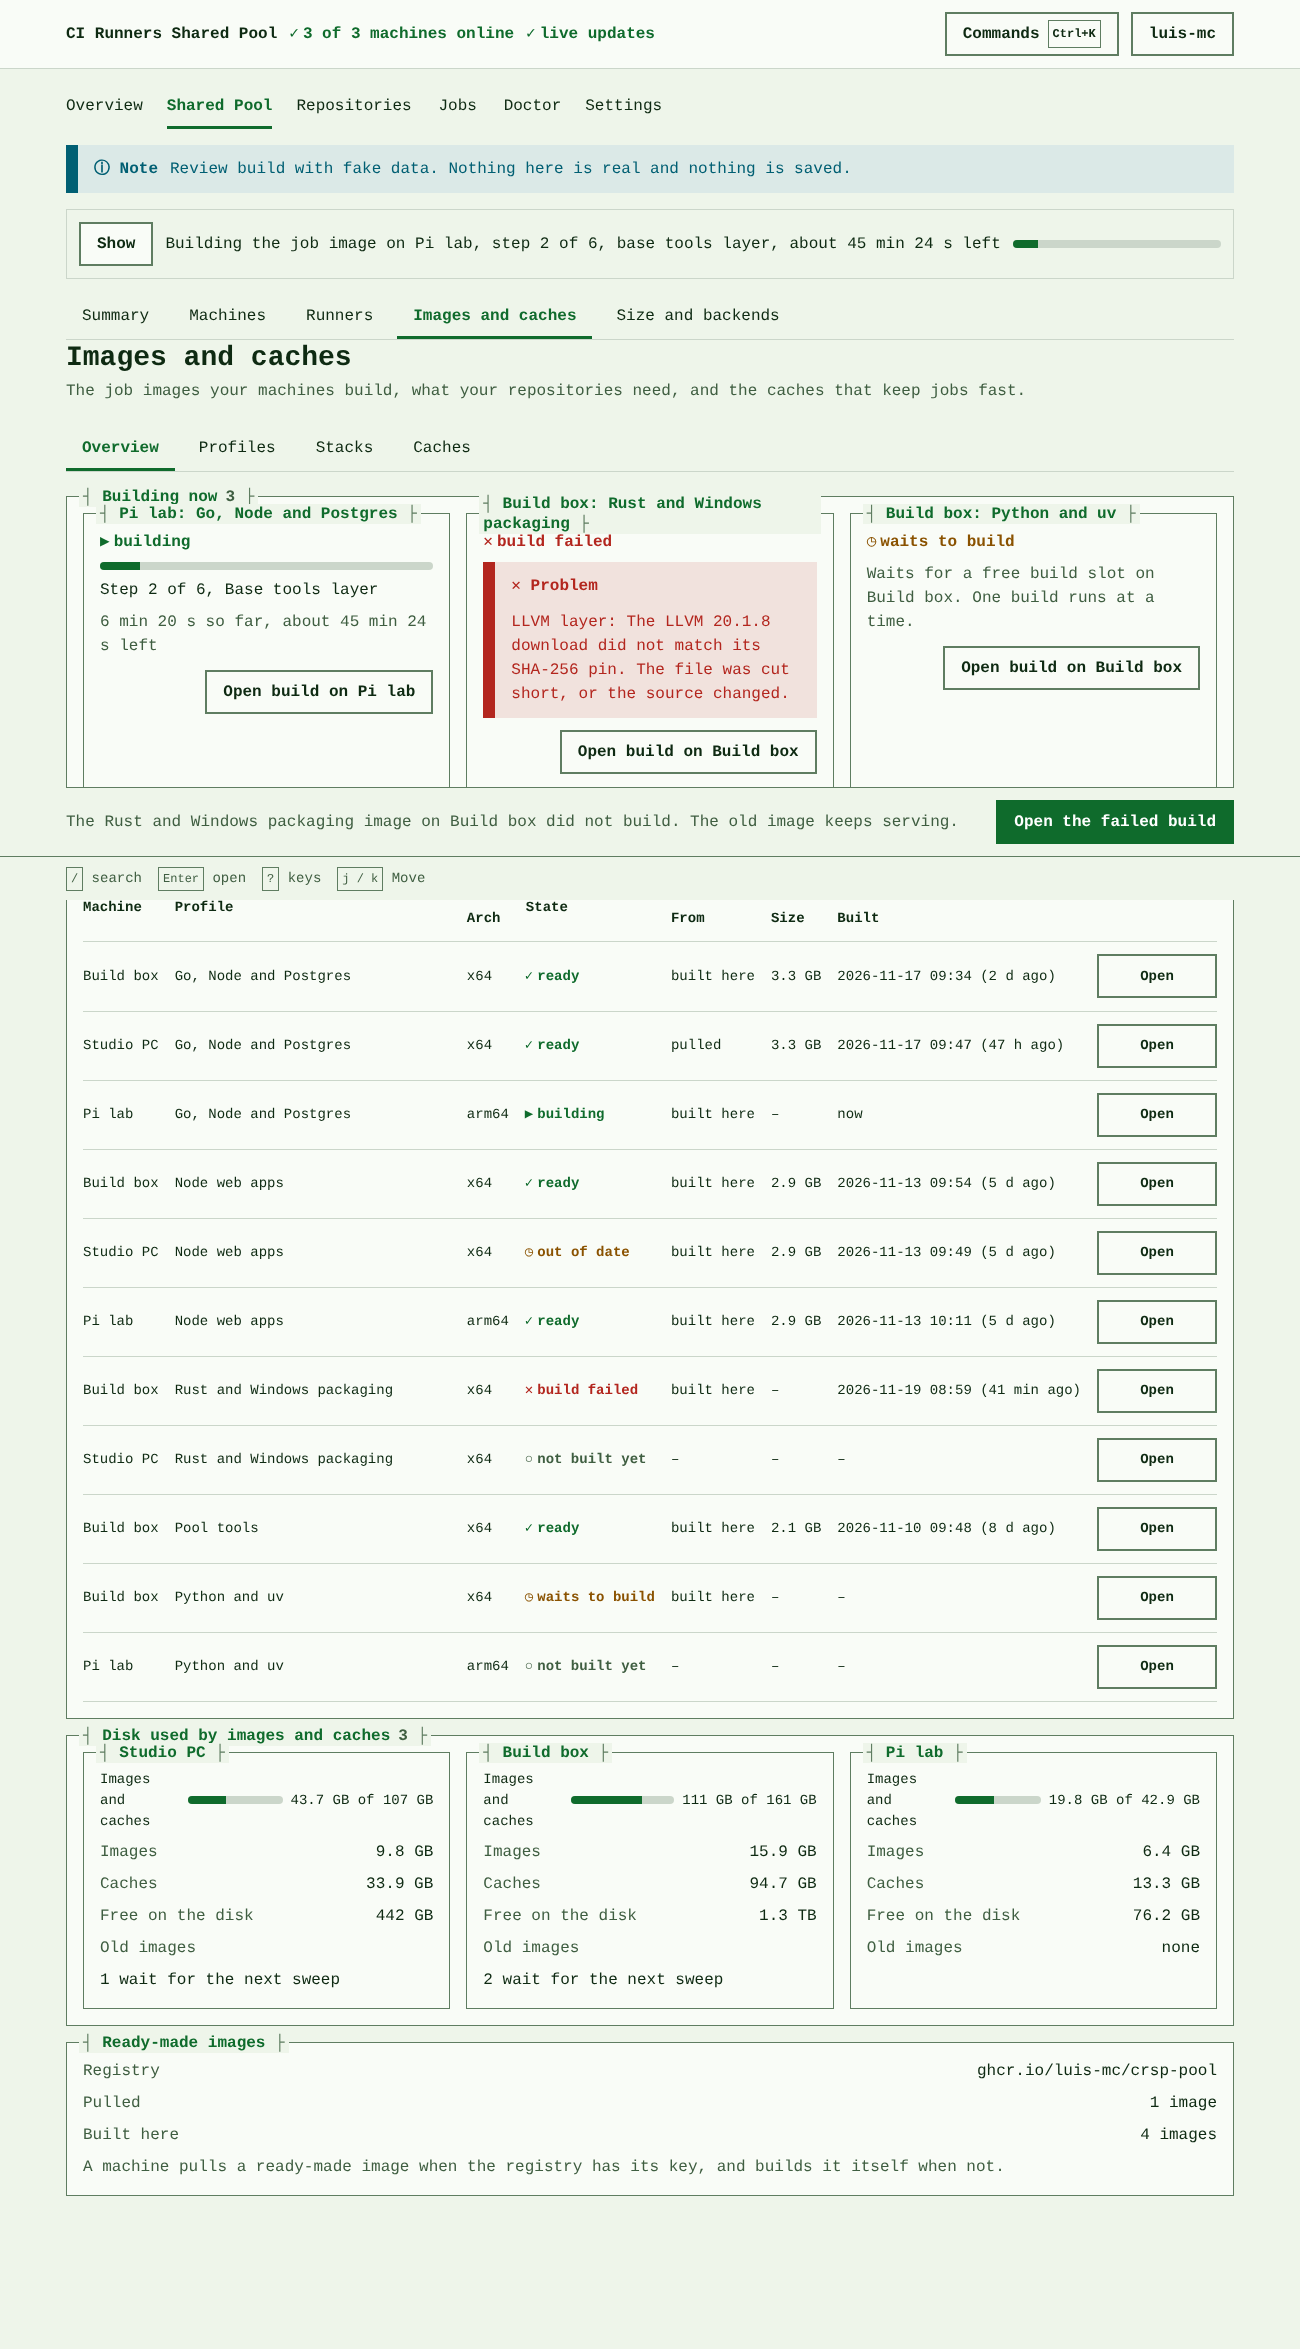 CI Runners Shared Pool ✓ 3 of 3 machines online ✓ live updates
Commands Ctrl+K
luis-mc
Overview Shared Pool Repositories Jobs Doctor Settings
ⓘ Note Review build with fake data. Nothing here is real and nothing is saved.
Show Building the job image on Pi lab, step 2 of 6, base tools layer, about 45 min 24 s left
Summary Machines Runners Images and caches Size and backends
Images and caches
The job images your machines build, what your repositories need, and the caches that keep jobs fast.
Overview Profiles Stacks Caches
Building now 3
Pi lab: Go, Node and Postgres
▶ building
Step 2 of 6, Base tools layer
6 min 20 s so far, about 45 min 24
s left
Open build on Pi lab
Build box: Rust and Windows
packaging
✕ build failed
✕ Problem
LLVM layer: The LLVM 20.1.8
download did not match its
SHA-256 pin. The file was cut
short, or the source changed.
Open build on Build box
Build box: Python and uv
◷ waits to build
Waits for a free build slot on
Build box. One build runs at a
time.
Open build on Build box
The Rust and Windows packaging image on Build box did not build. The old image keeps serving.
Open the failed build
/ search Enter open ? keys j / k Move
Machine Profile Arch State From Size Built
Build box Go, Node and Postgres x64 ✓ ready built here 3.3 GB 2026-11-17 09:34 (2 d ago) Open
Studio PC Go, Node and Postgres x64 ✓ ready pulled 3.3 GB 2026-11-17 09:47 (47 h ago) Open
Pi lab Go, Node and Postgres arm64 ▶ building built here – now Open
Build box Node web apps x64 ✓ ready built here 2.9 GB 2026-11-13 09:54 (5 d ago) Open
Studio PC Node web apps x64 ◷ out of date built here 2.9 GB 2026-11-13 09:49 (5 d ago) Open
Pi lab Node web apps arm64 ✓ ready built here 2.9 GB 2026-11-13 10:11 (5 d ago) Open
Build box Rust and Windows packaging x64 ✕ build failed built here – 2026-11-19 08:59 (41 min ago) Open
Studio PC Rust and Windows packaging x64 ○ not built yet – – – Open
Build box Pool tools x64 ✓ ready built here 2.1 GB 2026-11-10 09:48 (8 d ago) Open
Build box Python and uv x64 ◷ waits to build built here – – Open
Pi lab Python and uv arm64 ○ not built yet – – – Open
Disk used by images and caches 3
Studio PC
Images
and
caches
43.7 GB of 107 GB
Images 9.8 GB
Caches 33.9 GB
Free on the disk 442 GB
Old images
1 wait for the next sweep
Build box
Images
and
caches
111 GB of 161 GB
Images 15.9 GB
Caches 94.7 GB
Free on the disk 1.3 TB
Old images
2 wait for the next sweep
Pi lab
Images
and
caches
19.8 GB of 42.9 GB
Images 6.4 GB
Caches 13.3 GB
Free on the disk 76.2 GB
Old images none
Ready-made images
Registry ghcr.io/luis-mc/crsp-pool
Pulled 1 image
Built here 4 images
A machine pulls a ready-made image when the registry has its key, and builds it itself when not.